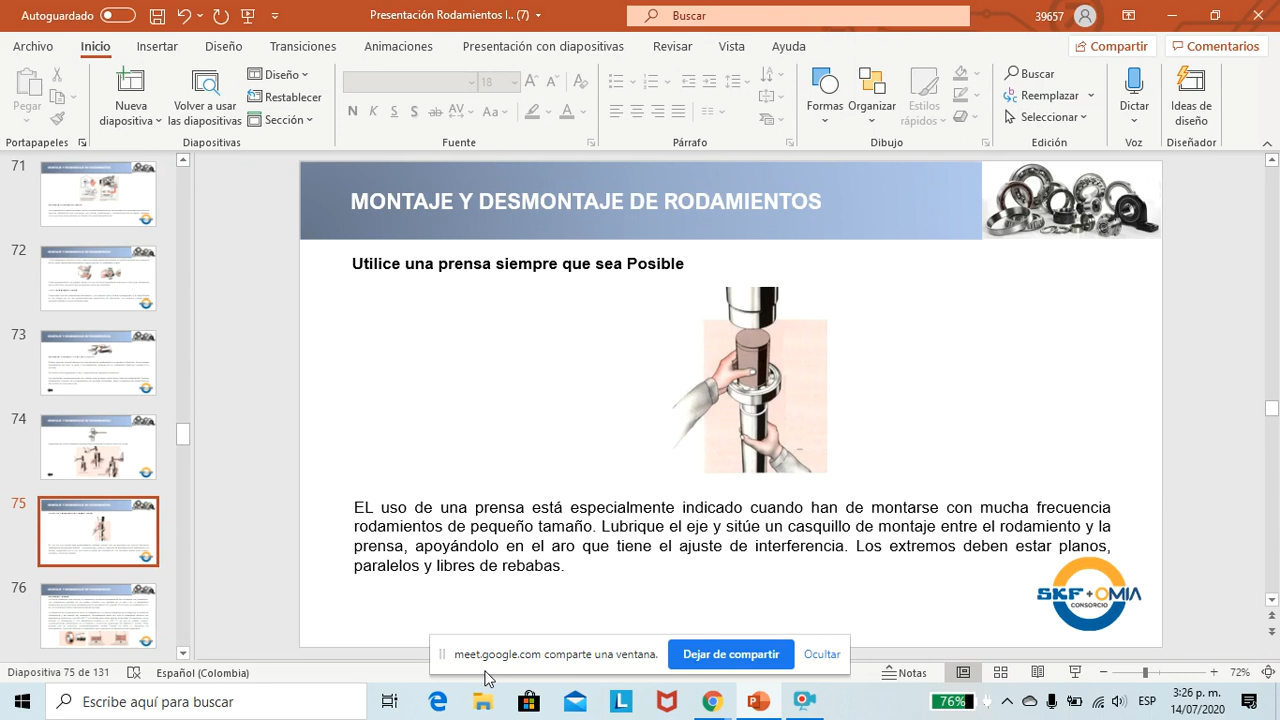 Autoguardado
Presentación Rodamientos I.. (7)
Buscar
39657
Archivo
Inicio
Insertar
Diseño
Transiciones
Animaciones
Presentación con diapositivas
Revisar
Vista
Ayuda
Compartir
Comentarios
Pegar
Nueva
diapositiva
Volver a usar
las diapositivas
Diseño
Restablecer
Sección
18
N K S S ab AV Aa A
Formas
Organizar
Estilos
rápidos
Buscar
Reemplazar
Seleccionar
Dictar
Ideas de
diseño
Portapapeles
Diapositivas
Fuente
Párrafo
Dibujo
Edición
Voz
Diseñador
71
72
73
74
75
76
MONTAJE Y DESMONTAJE DE RODAMIENTOS
Utilice una prensa siempre que sea Posible
EL uso de una prensa está especialmente indicado cuando han de montarse con mucha frecuencia
rodamientos de pequeño tamaño. Lubrique el eje y sitúe un casquillo de montaje entre el rodamiento y la
prensa, apoyándolo en el aro que tiene el ajuste de interferencia. Los extremos deben estar planos,
paralelos y libres de rebabas.
SKF + OMIA
CONSORCIO
meet.google.com comparte una ventana.
Dejar de compartir
Ocultar
Diapositiva 75 de 131
Español (Colombia)
Notas
72%
Escribe aquí para buscar
76%
ESP
3:26 p. m.
14/07/2020